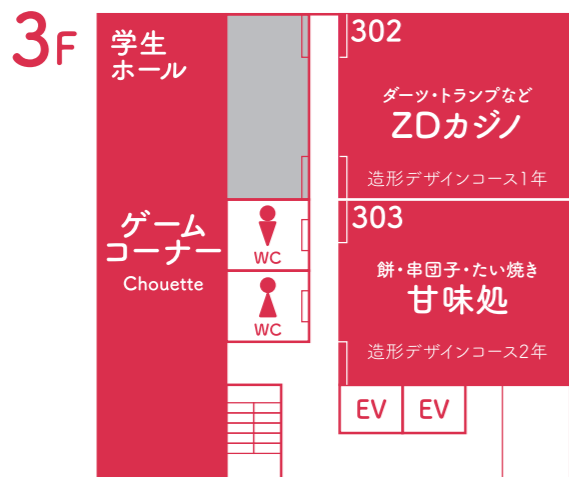 3F
学生
ホール
ゲーム
コーナー
Chouette
WC
WC
302
ダーツ・トランプなど
ZDカジノ
造形デザインコース1年
303
餅・串団子・たい焼き
甘味処
造形デザインコース2年
EV
EV